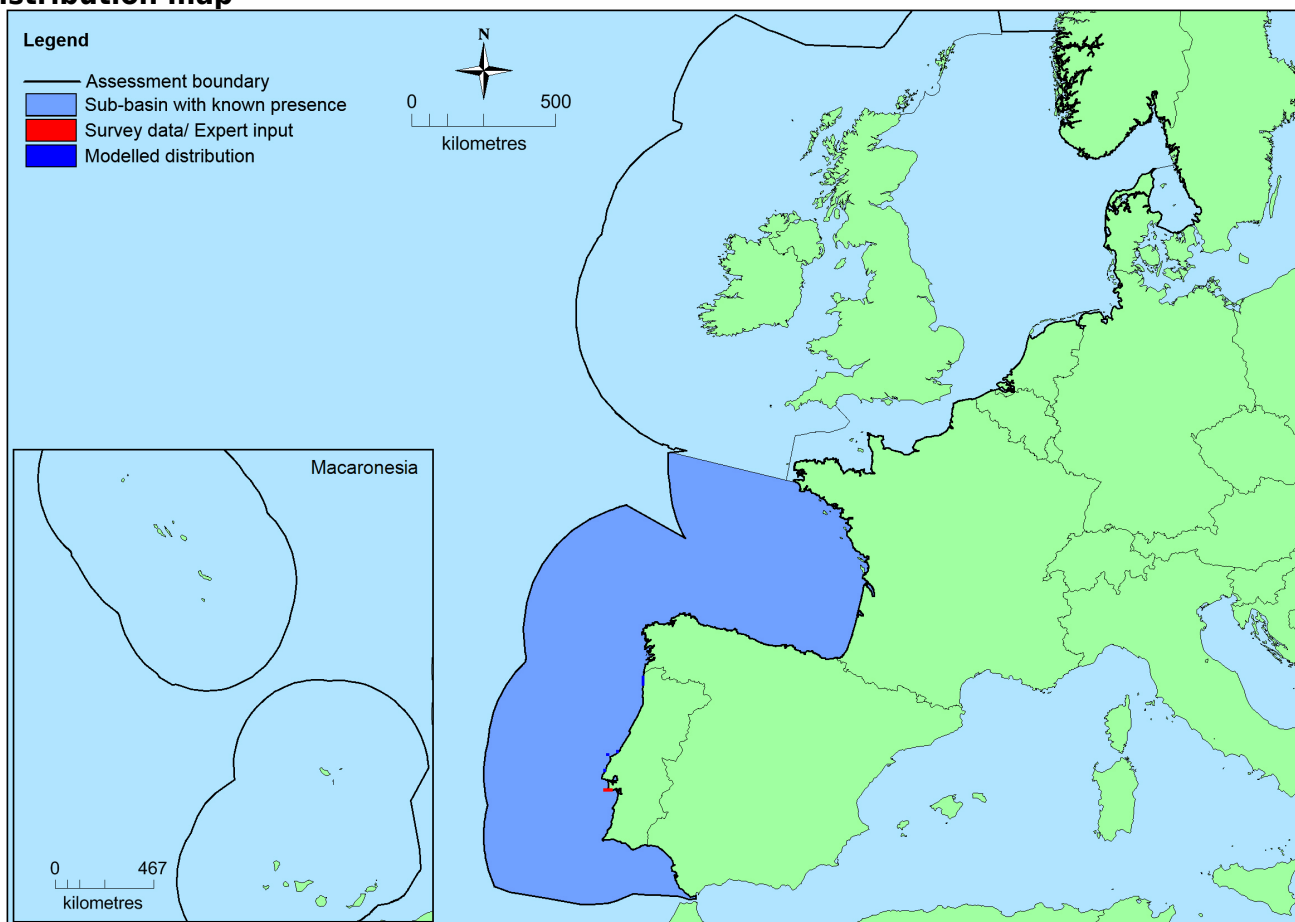 Legend
Assessment boundary
Sub-basin with known presence
Survey data/ Expert input
Modelled distribution
N
0 500
kilometres
Macaronesia
0 467
kilometres